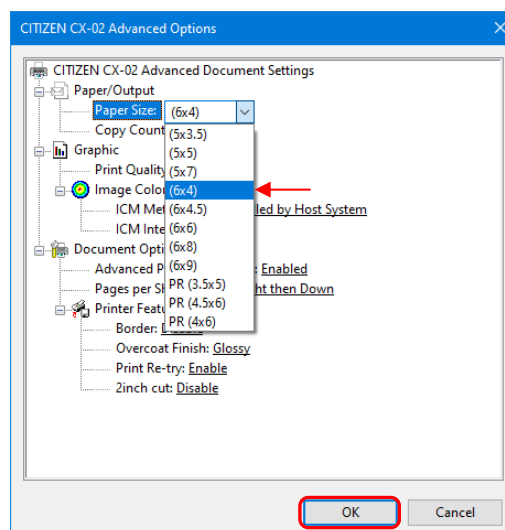 CITIZEN CX-02 Advanced Options
CITIZEN CX-02 Advanced Document Settings
Paper/Output
Paper Size: (6x4)
Copy Count
(5x3.5)
Graphic
(5x5)
Print Quality
(5x7)
Image Color
(6x4)
ICM Met
(6x4.5)
led by Host System
ICM Inte
(6x6)
Document Opti
(6x8)
Advanced P
(6x9)
: Enabled
Pages per Sh
PR (3.5x5)
ht then Down
Printer Featu
PR (4.5x6)
Border:
PR (4x6)
Overcoat Finish: Glossy
Print Re-try: Enable
2inch cut: Disable
OK Cancel